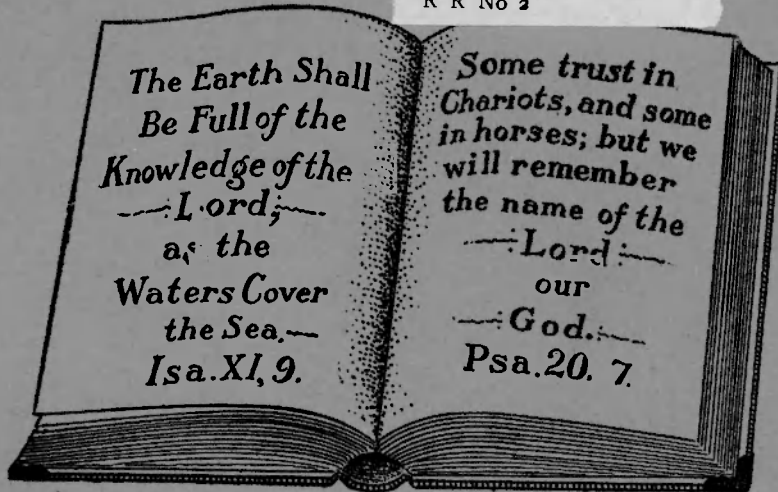 R R No 2
The Earth Shall
Be Full of the
Knowledge of the
Lord;
as the
Waters Cover
the Sea.
Isa. XI, 9.
Some trust in
Chariots, and some
in horses; but we
will remember
the name of the
Lord
our
God.
Psa. 20. 7.